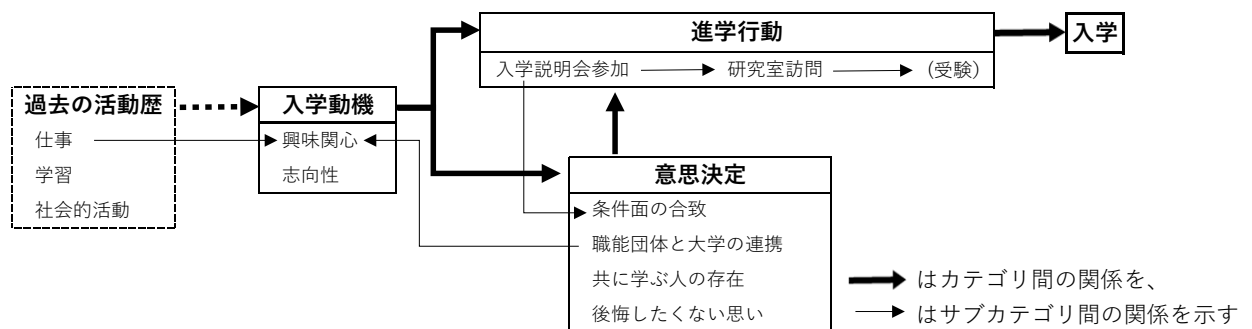 進学行動
入学
入学説明会参加
研究室訪問
(受験)
過去の活動歴
仕事
学習
社会的活動
入学動機
興味関心
志向性
意思決定
条件面の合致
職能団体と大学の連携
共に学ぶ人の存在
後悔したくない思い
はカテゴリ間の関係を、
はサブカテゴリ間の関係を示す